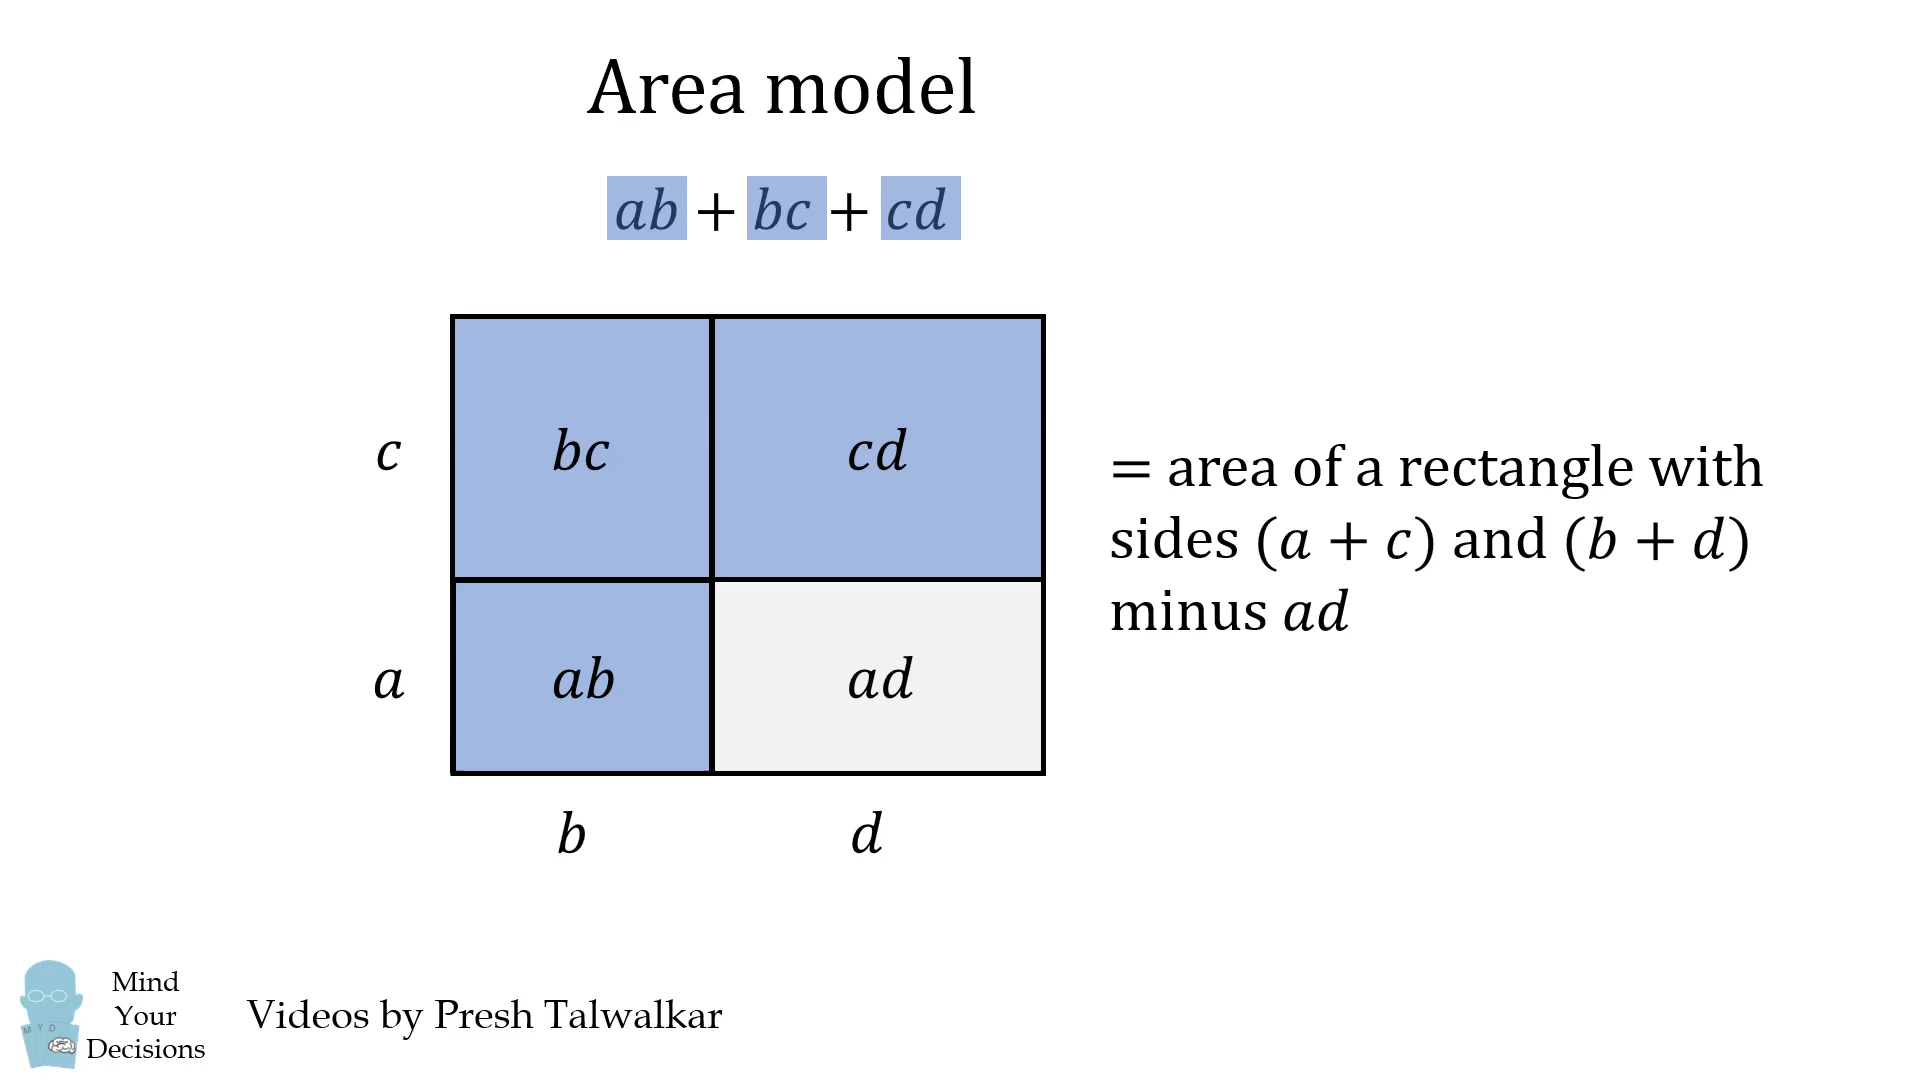 Area model
ab + bc + cd
c bc cd
= area of a rectangle with
sides (a + c) and (b + d)
minus ad
a ab ad
b d
Mind
Your
Decisions
M Y D
Videos by Presh Talwalkar